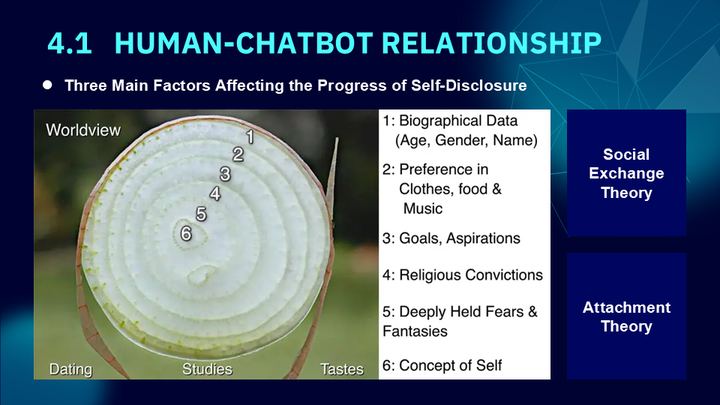 4.1 HUMAN-CHATBOT RELATIONSHIP
● Three Main Factors Affecting the Progress of Self-Disclosure
Worldview
1
2
3
4
5
6
Dating Studies Tastes
1: Biographical Data
(Age, Gender, Name)
2: Preference in
Clothes, food &
Music
3: Goals, Aspirations
4: Religious Convictions
5: Deeply Held Fears &
Fantasies
6: Concept of Self
Social
Exchange
Theory
Attachment
Theory